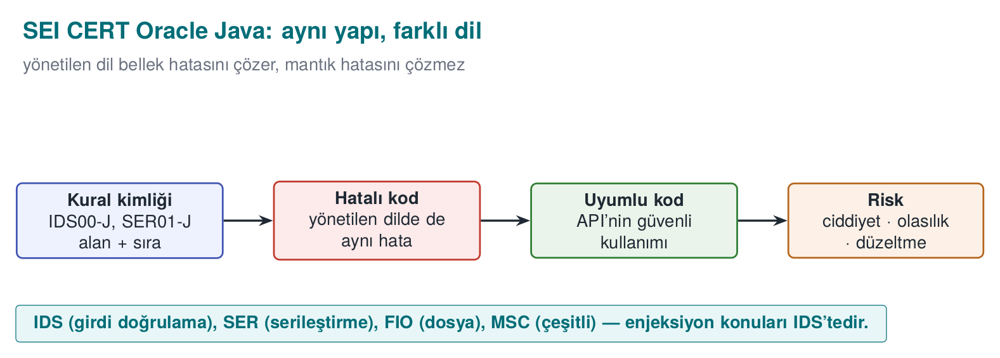 SEI CERT Oracle Java: aynı yapı, farklı dil
yönetilen dil bellek hatasını çözer, mantık hatasını çözmez
Kural kimliği
IDS00-J, SER01-J
alan + sıra
Hatalı kod
yönetilen dilde de
aynı hata
Uyumlu kod
API’nin güvenli
kullanımı
Risk
ciddiyet · olasılık
· düzeltme
IDS (girdi doğrulama), SER (serileştirme), FIO (dosya), MSC (çeşitli) — enjeksiyon konuları IDS’tedir.